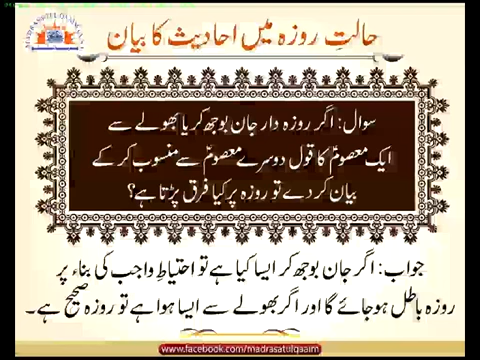 حالتِ روزہ میں احادیث کا بیان
سوال: اگر روزہ دار جان بوجھ کر یا بھولے سے
ایک معصومؑ کا قول دوسرے معصومؑ سے منسوب کر کے
بیان کر دے تو روزہ پر کیا فرق پڑتا ہے؟
جواب: اگر جان بوجھ کر ایسا کیا ہے تو احتیاطِ واجب کی بناء پر
روزہ باطل ہو جائے گا اور اگر بھولے سے ایسا ہوا ہے تو روزہ صحیح ہے۔
www.facebook.com/madrasatulqaaim